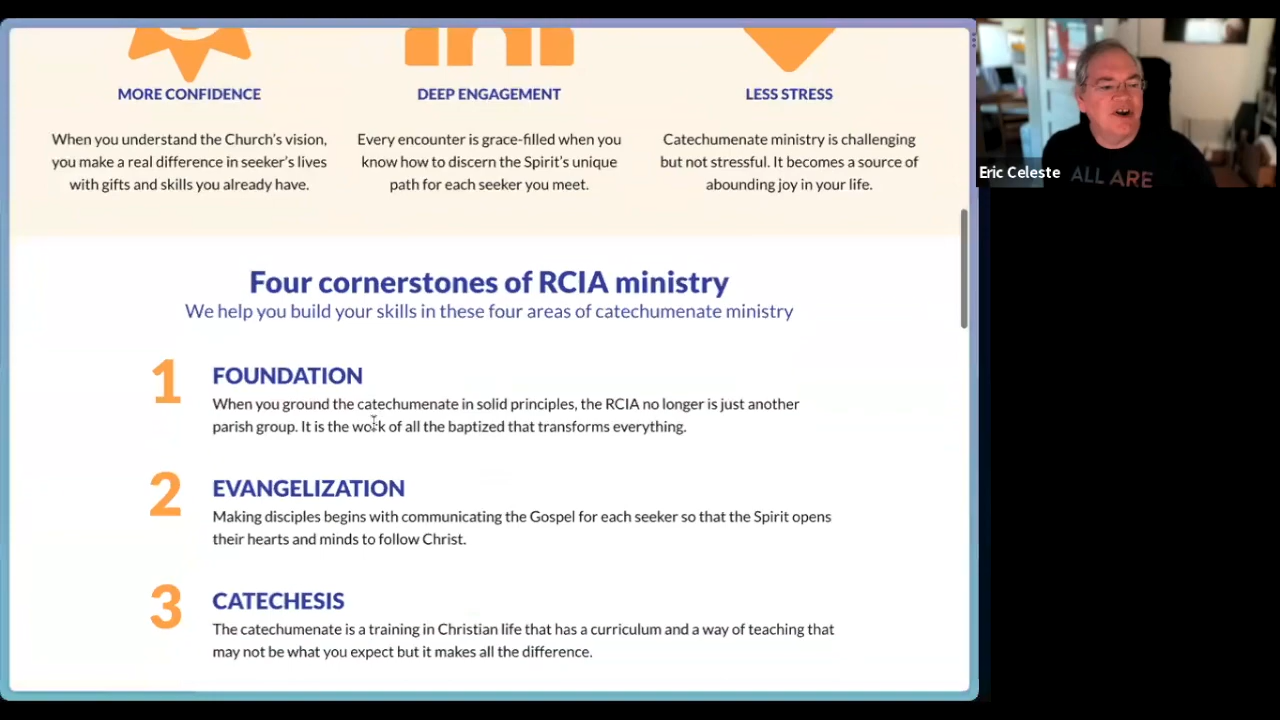 MORE CONFIDENCE
When you understand the Church's vision,
you make a real difference in seeker's lives
with gifts and skills you already have.
DEEP ENGAGEMENT
Every encounter is grace-filled when you
know how to discern the Spirit's unique
path for each seeker you meet.
LESS STRESS
Catechumenate ministry is challenging
but not stressful. It becomes a source of
abounding joy in your life.
Eric Celeste
ALL ARE
Four cornerstones of RCIA ministry
We help you build your skills in these four areas of catechumenate ministry
1
FOUNDATION
When you ground the catechumenate in solid principles, the RCIA no longer is just another
parish group. It is the work of all the baptized that transforms everything.
2
EVANGELIZATION
Making disciples begins with communicating the Gospel for each seeker so that the Spirit opens
their hearts and minds to follow Christ.
3
CATECHESIS
The catechumenate is a training in Christian life that has a curriculum and a way of teaching that
may not be what you expect but it makes all the difference.